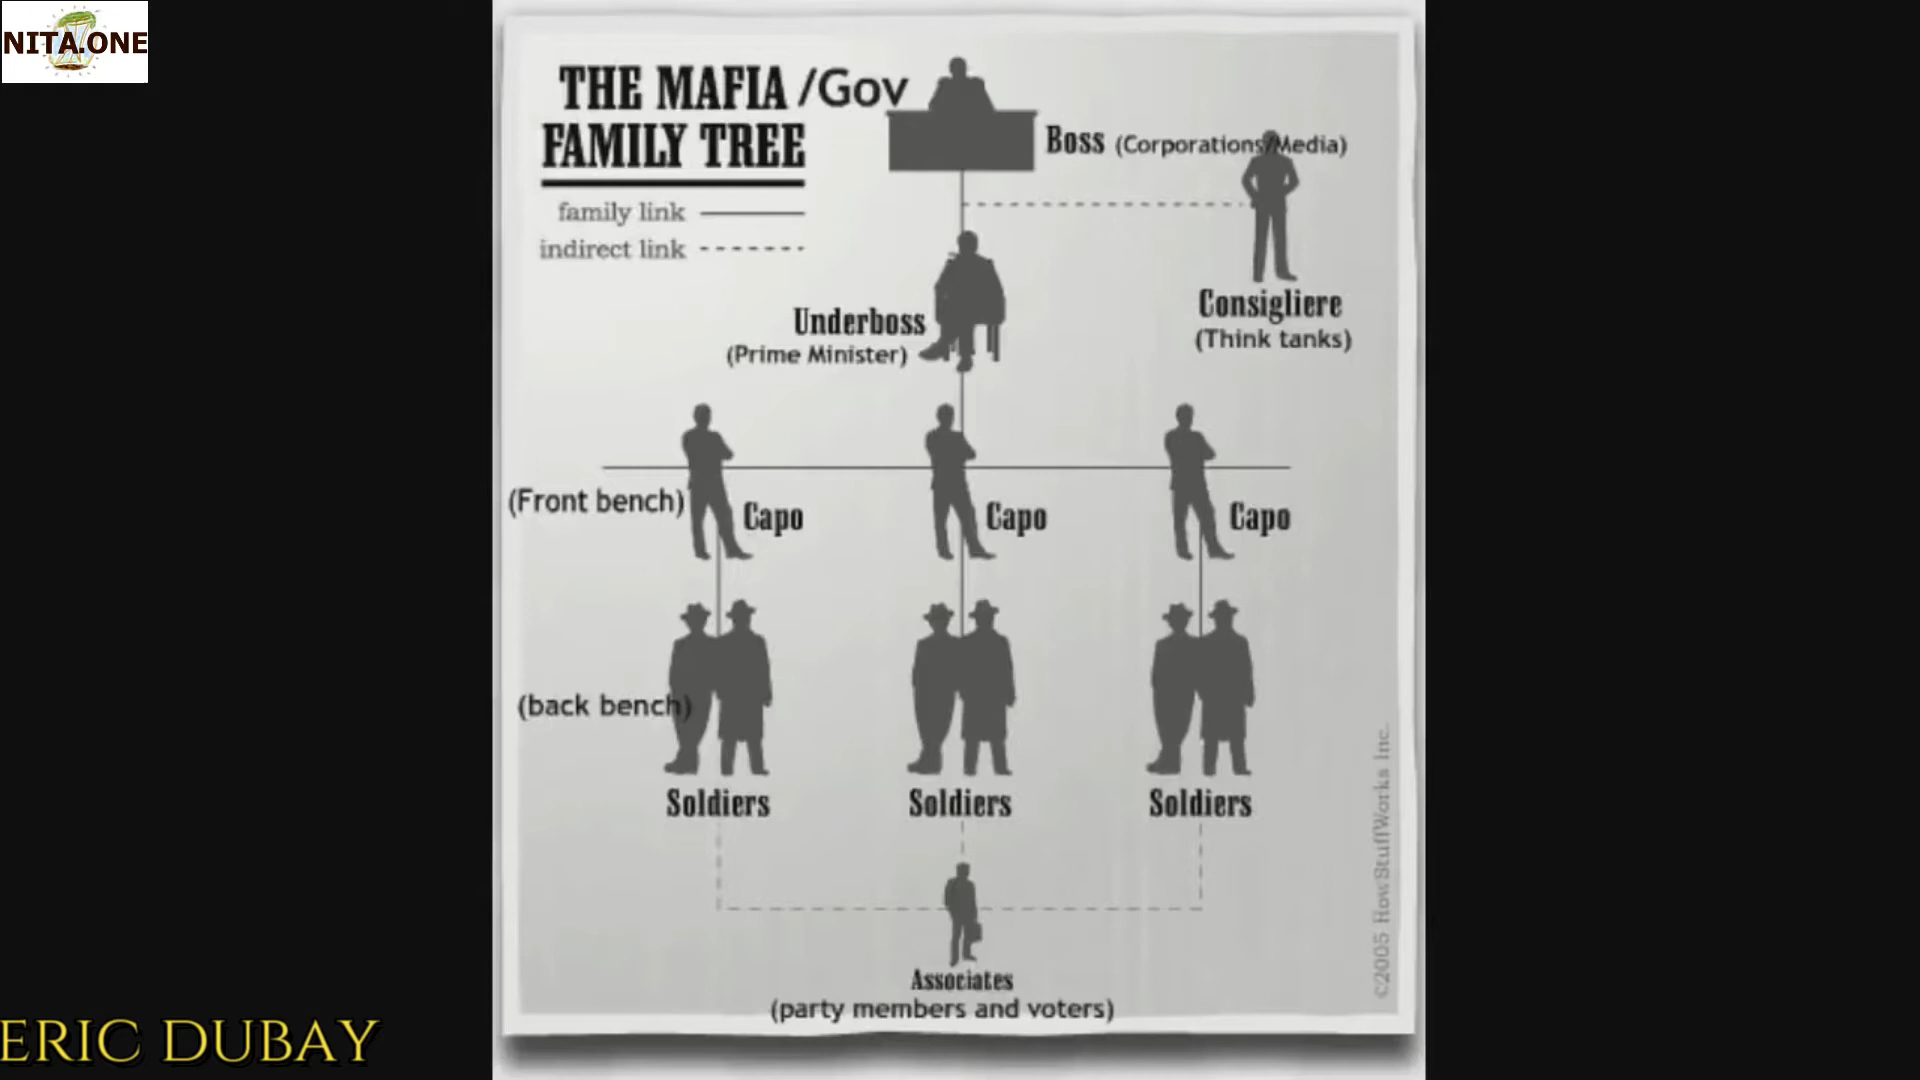 NITA.ONE
THE MAFIA /Gov
FAMILY TREE
family link
indirect link
Boss (Corporations/Media)
Consigliere
(Think tanks)
Underboss
(Prime Minister)
(Front bench)
Capo
Capo
Capo
(back bench)
Soldiers
Soldiers
Soldiers
Associates
(party members and voters)
©2005 HowStuffWorks Inc.
ERIC DUBAY